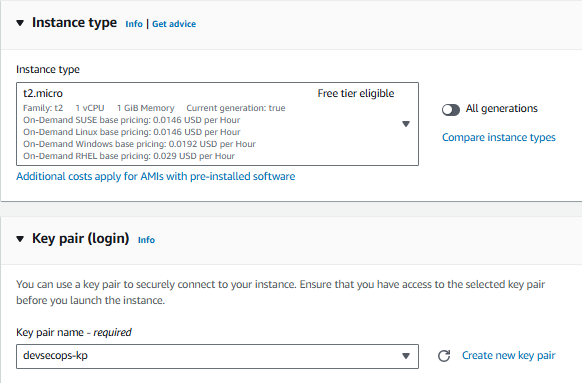 Instance type Info | Get advice
Instance type
t2.micro Free tier eligible
Family: t2 1 vCPU 1 GiB Memory Current generation: true
On-Demand SUSE base pricing: 0.0146 USD per Hour
On-Demand Linux base pricing: 0.0146 USD per Hour
On-Demand Windows base pricing: 0.0192 USD per Hour
On-Demand RHEL base pricing: 0.029 USD per Hour
All generations
Compare instance types
Additional costs apply for AMIs with pre-installed software
Key pair (login) Info
You can use a key pair to securely connect to your instance. Ensure that you have access to the selected key pair
before you launch the instance.
Key pair name - required
devsecops-kp
Create new key pair